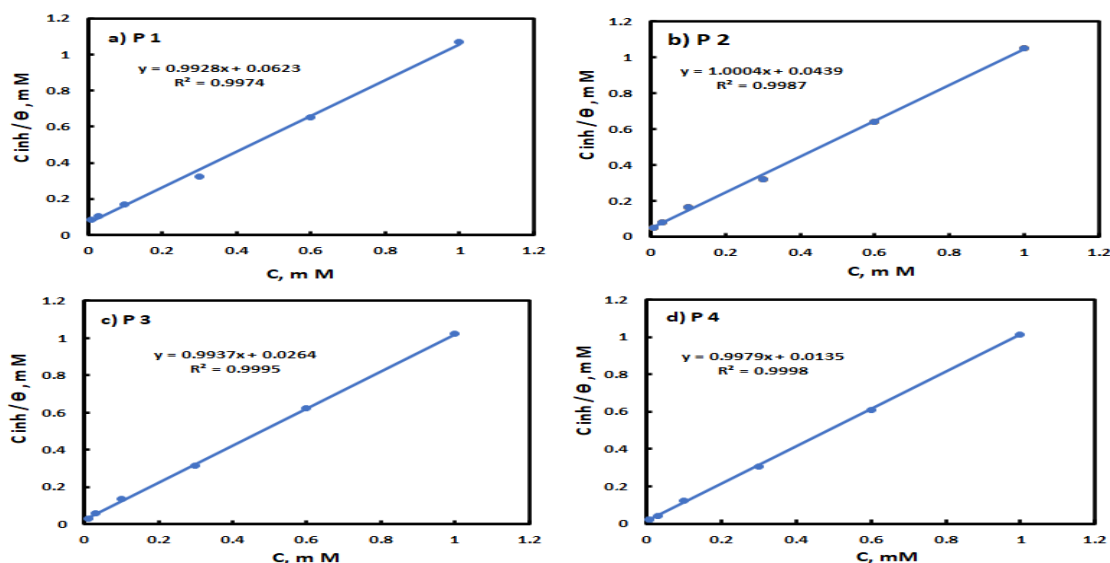 a) P 1
y = 0.9928x + 0.0623
R² = 0.9974
C inh / Θ , mM
1.2
1
0.8
0.6
0.4
0.2
0
0 0.2 0.4 0.6 0.8 1 1.2
C, m M
b) P 2
y = 1.0004x + 0.0439
R² = 0.9987
C inh / Θ , mM
1.2
1
0.8
0.6
0.4
0.2
0
0 0.2 0.4 0.6 0.8 1 1.2
C, m M
c) P 3
y = 0.9937x + 0.0264
R² = 0.9995
C inh / Θ , mM
1.2
1
0.8
0.6
0.4
0.2
0
0 0.2 0.4 0.6 0.8 1 1.2
C, m M
d) P 4
y = 0.9979x + 0.0135
R² = 0.9998
C inh / Θ , mM
1.2
1
0.8
0.6
0.4
0.2
0
0 0.2 0.4 0.6 0.8 1 1.2
C, mM